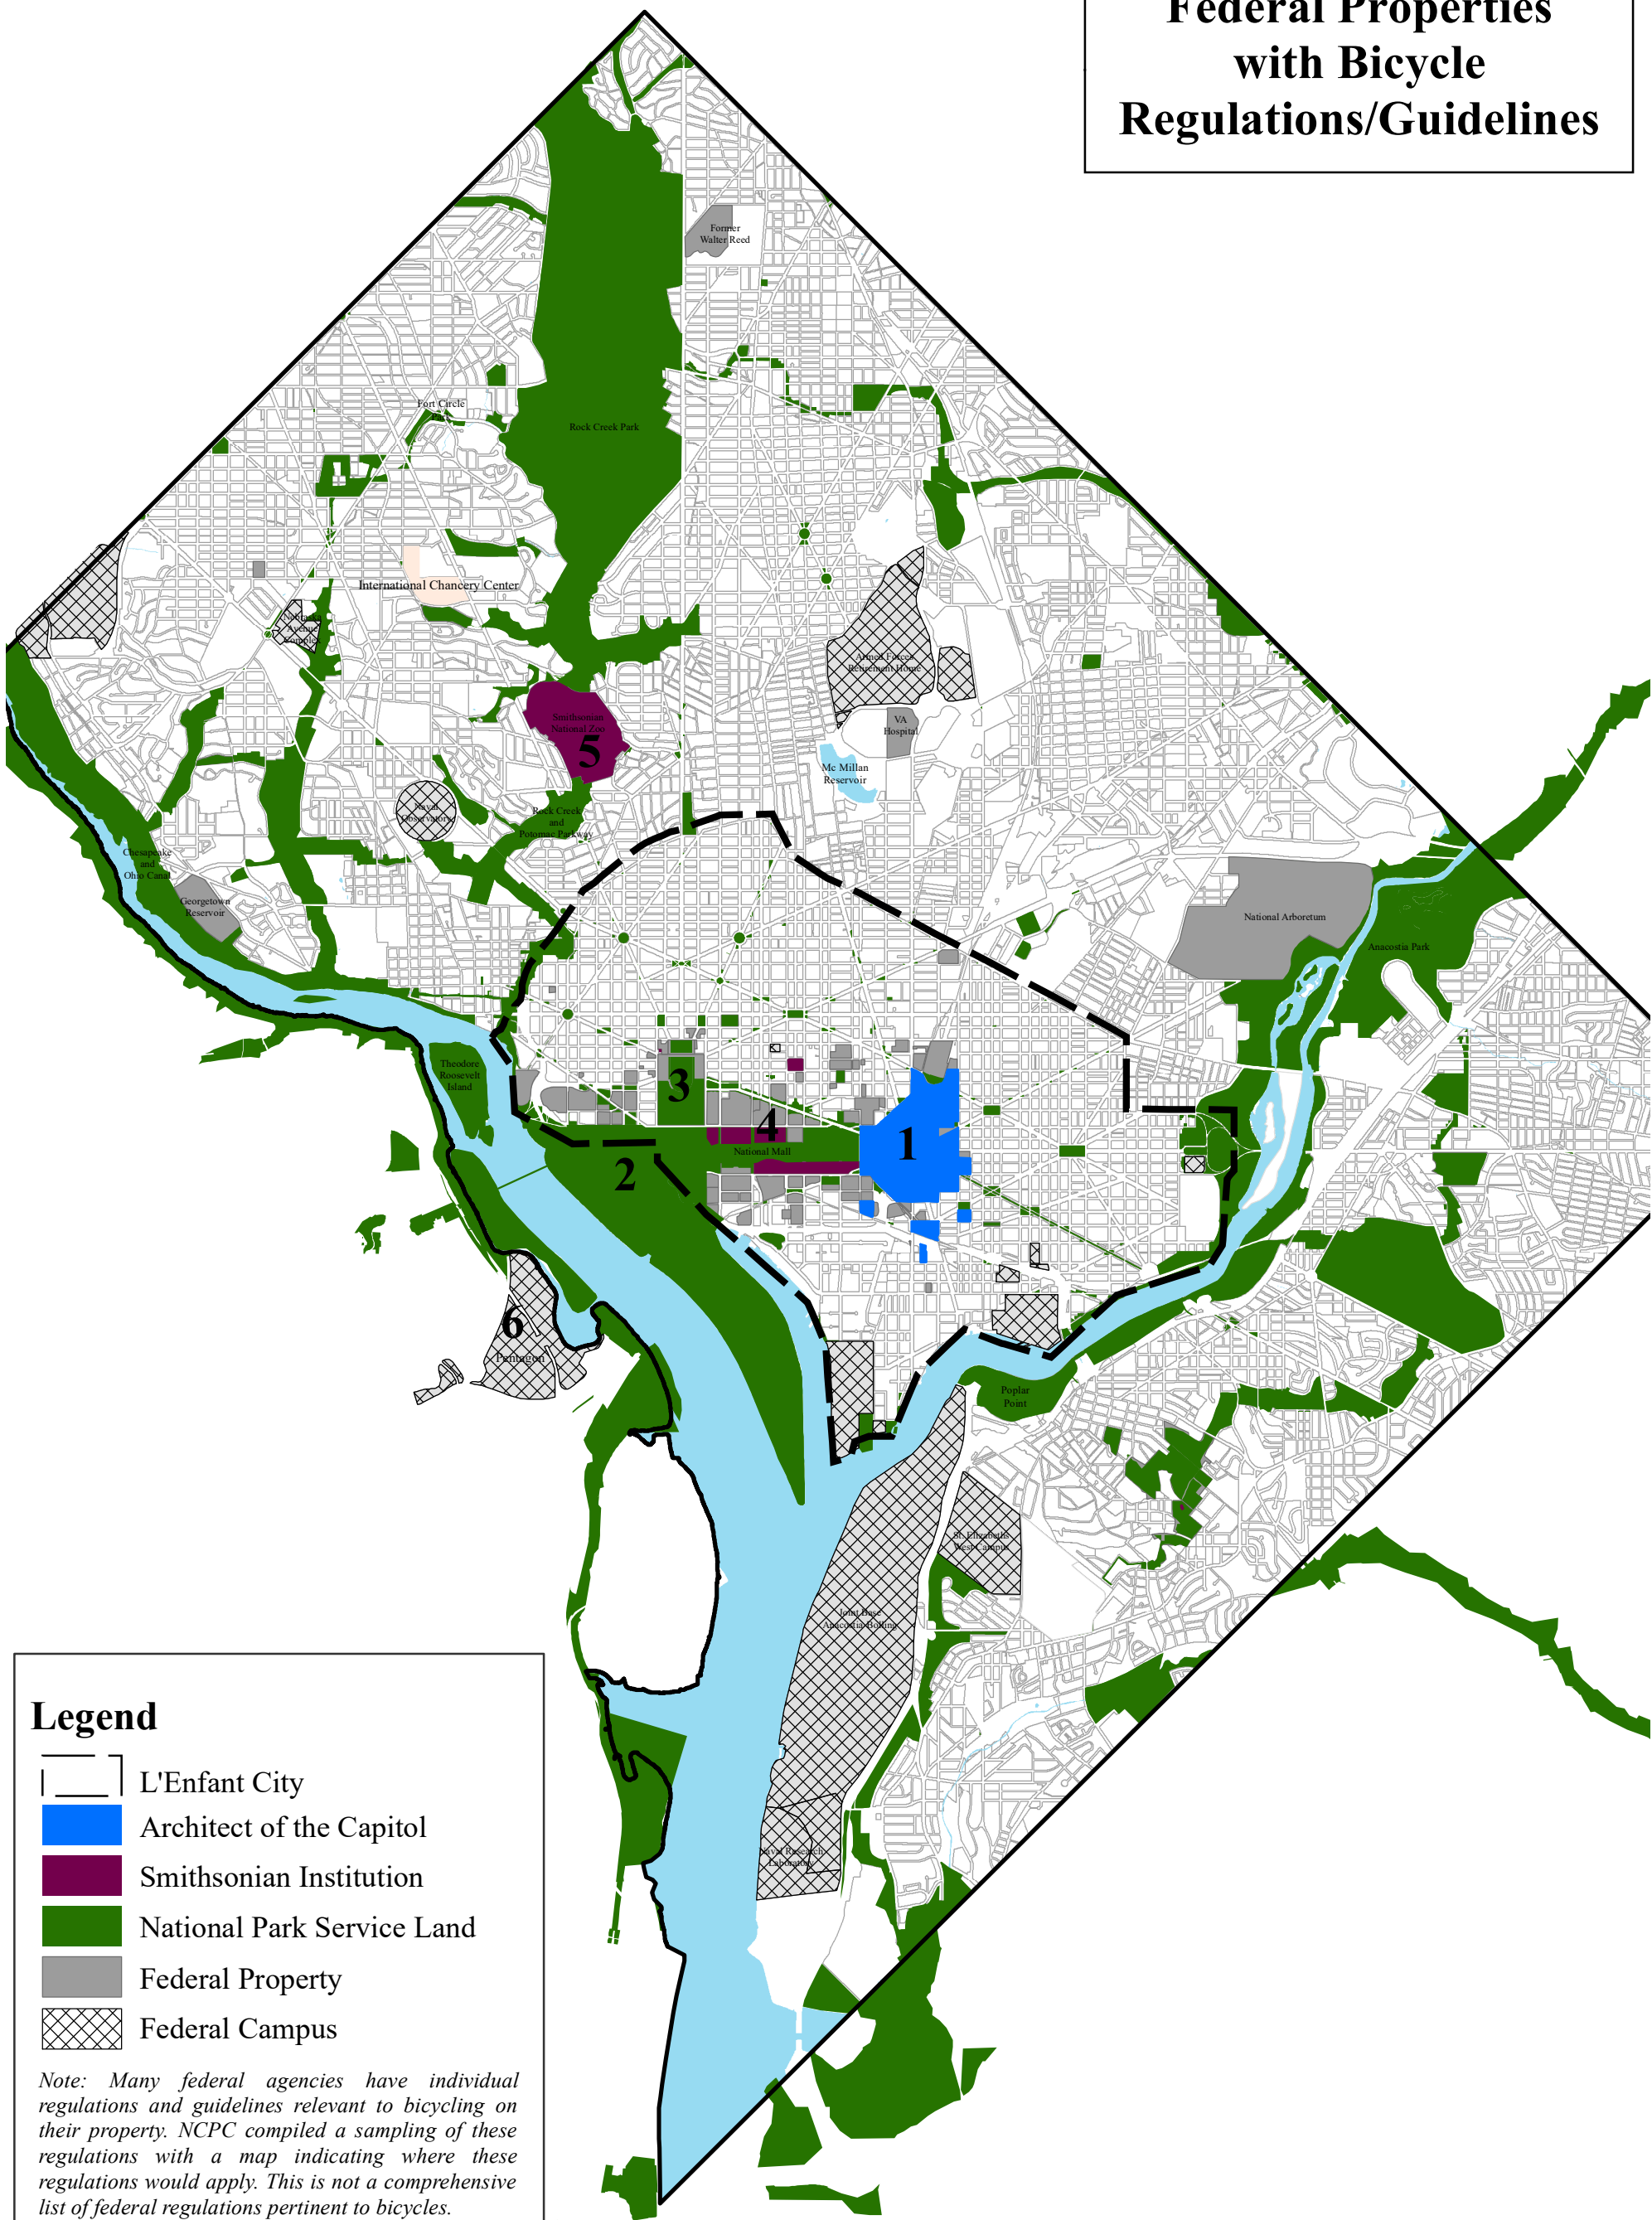 Federal Properties
with Bicycle
Regulations/Guidelines
Former
Walter Reed
Fort Circle
Park
Rock Creek Park
International Chancery Center
Nebraska
Avenue
Complex
Armed Forces
Retirement Home
Smithsonian
National Zoo
5
VA
Hospital
Mc Millan
Reservoir
Naval
Observatory
Rock Creek
and
Potomac Parkway
Chesapeake
and
Ohio Canal
Georgetown
Reservoir
National Arboretum
Anacostia Park
Theodore
Roosevelt
Island
3
4
1
National Mall
2
6
Pentagon
Poplar
Point
St. Elizabeths
West Campus
Joint Base
Anacostia-Bolling
Naval Research
Laboratory
Legend
L'Enfant City
Architect of the Capitol
Smithsonian Institution
National Park Service Land
Federal Property
Federal Campus
Note: Many federal agencies have individual
regulations and guidelines relevant to bicycling on
their property. NCPC compiled a sampling of these
regulations with a map indicating where these
regulations would apply. This is not a comprehensive
list of federal regulations pertinent to bicycles.